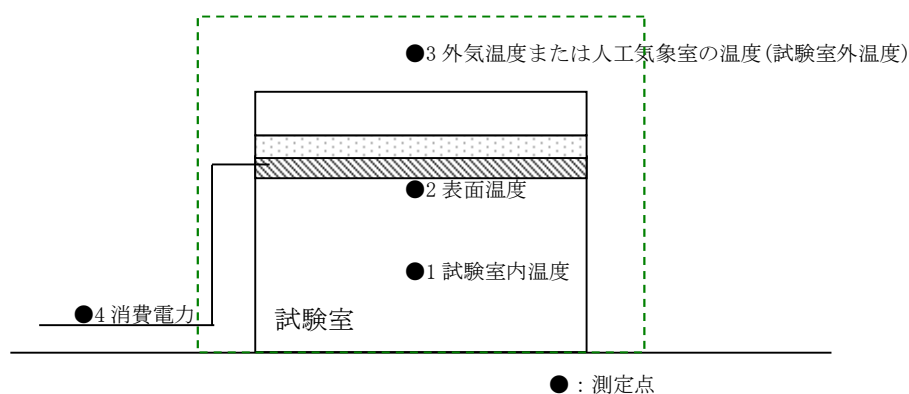 ●3 外気温度または人工気象室の温度(試験室外温度)
●2 表面温度
●1 試験室内温度
●4 消費電力
試験室
●：測定点